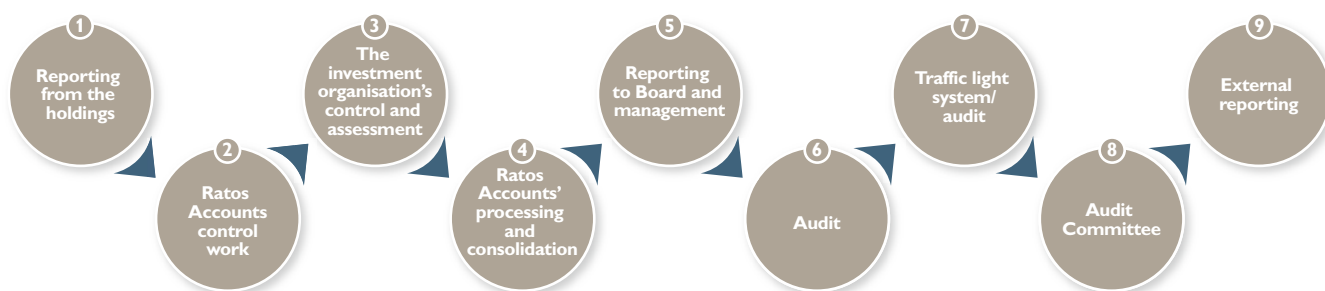 1
Reporting
from the
holdings
2
Ratos
Accounts
control
work
3
The
investment
organisation’s
control and
assessment
4
Ratos
Accounts’
processing
and
consolidation
5
Reporting
to Board and
management
6
Audit
7
Traffic light
system/
audit
8
Audit
Committee
9
External
reporting